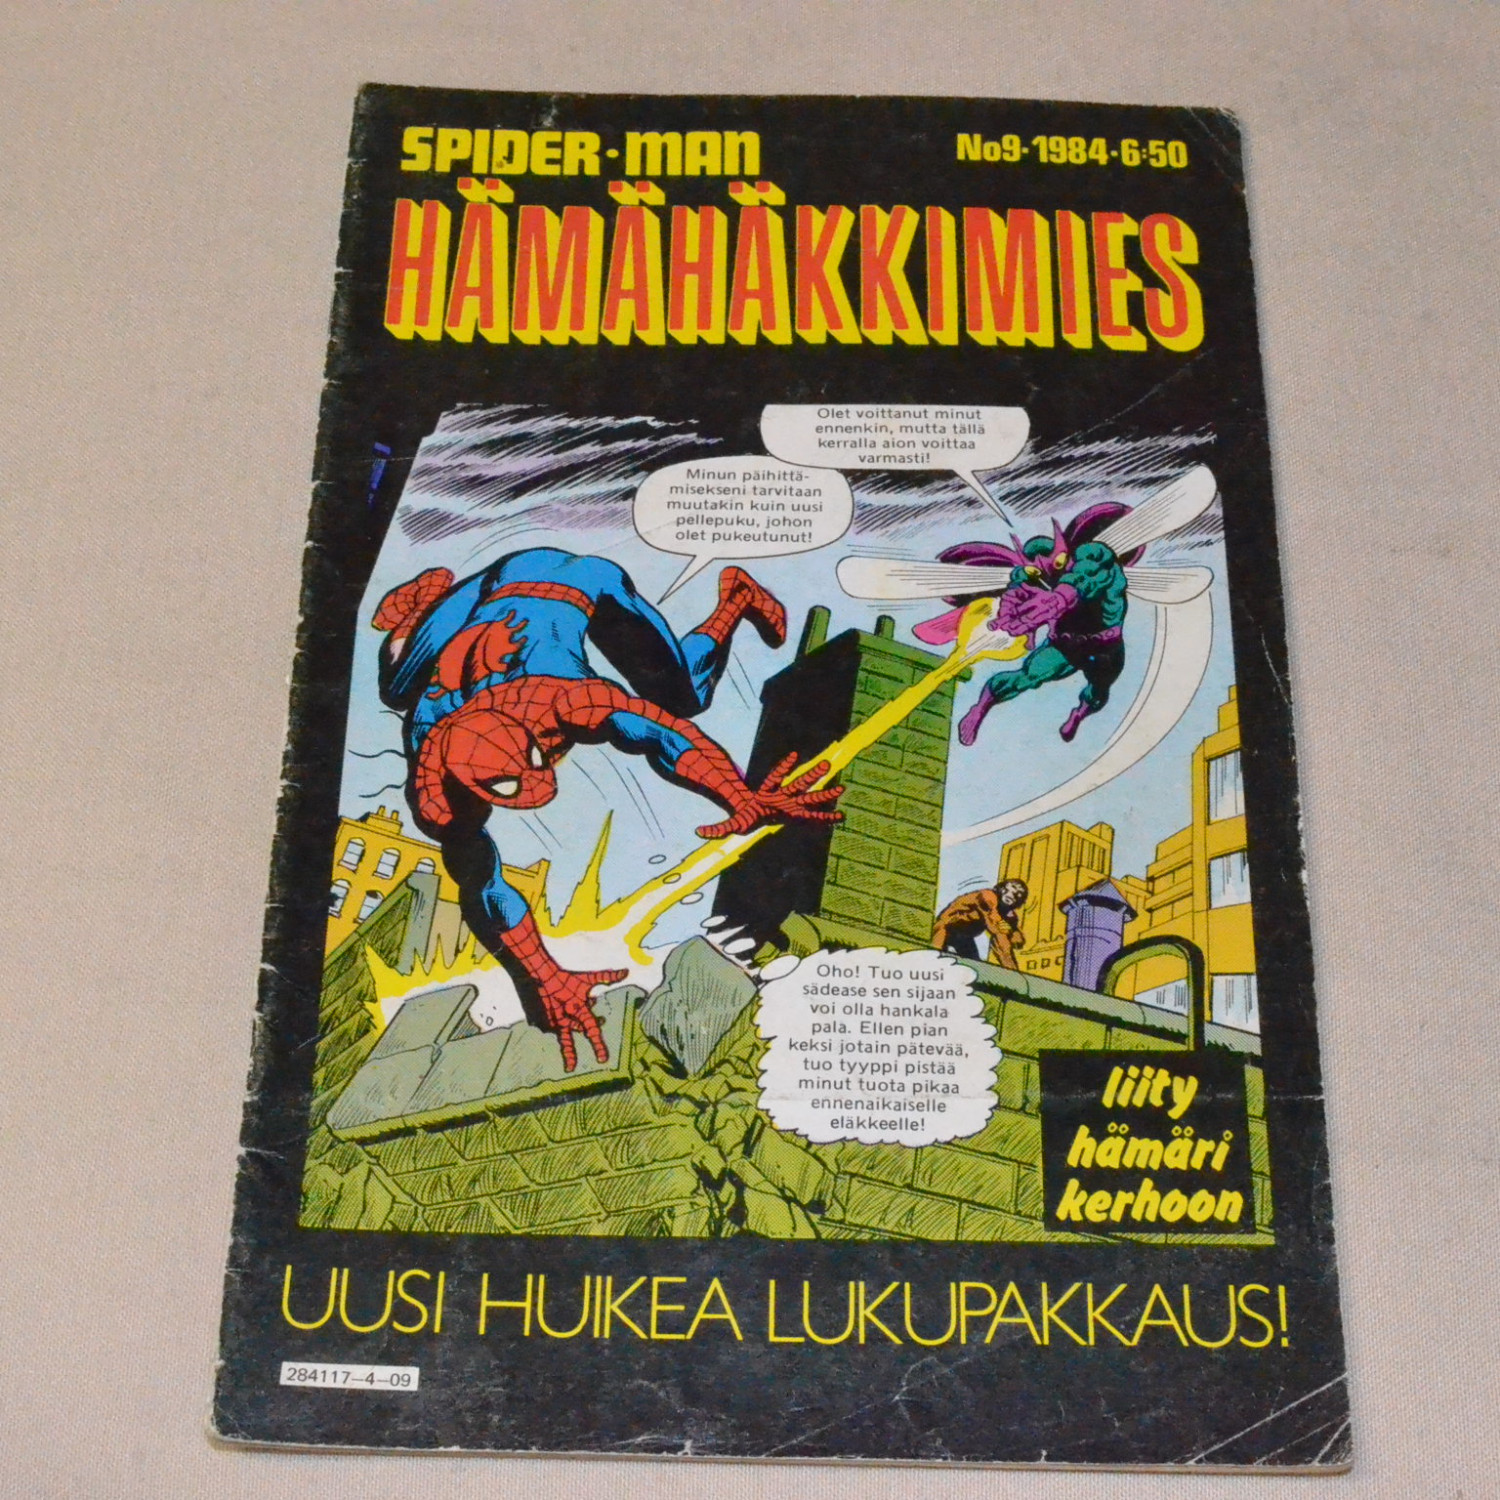 SPIDER·MAN
No9·1984·6:50
HÄMÄHÄKKIMIES
Olet voittanut minut
ennenkin, mutta tällä
kerralla aion voittaa
varmasti!
Minun päihittä-
misekseni tarvitaan
muutakin kuin uusi
pellepuku, johon
olet pukeutunut!
Oho! Tuo uusi
sädease sen sijaan
voi olla hankala
pala. Ellen pian
keksi jotain pätevää,
tuo tyyppi pistää
minut tuota pikaa
ennenaikaiselle
eläkkeelle!
liity
hämäri
kerhoon
UUSI HUIKEA LUKUPAKKAUS!
284117-4-09